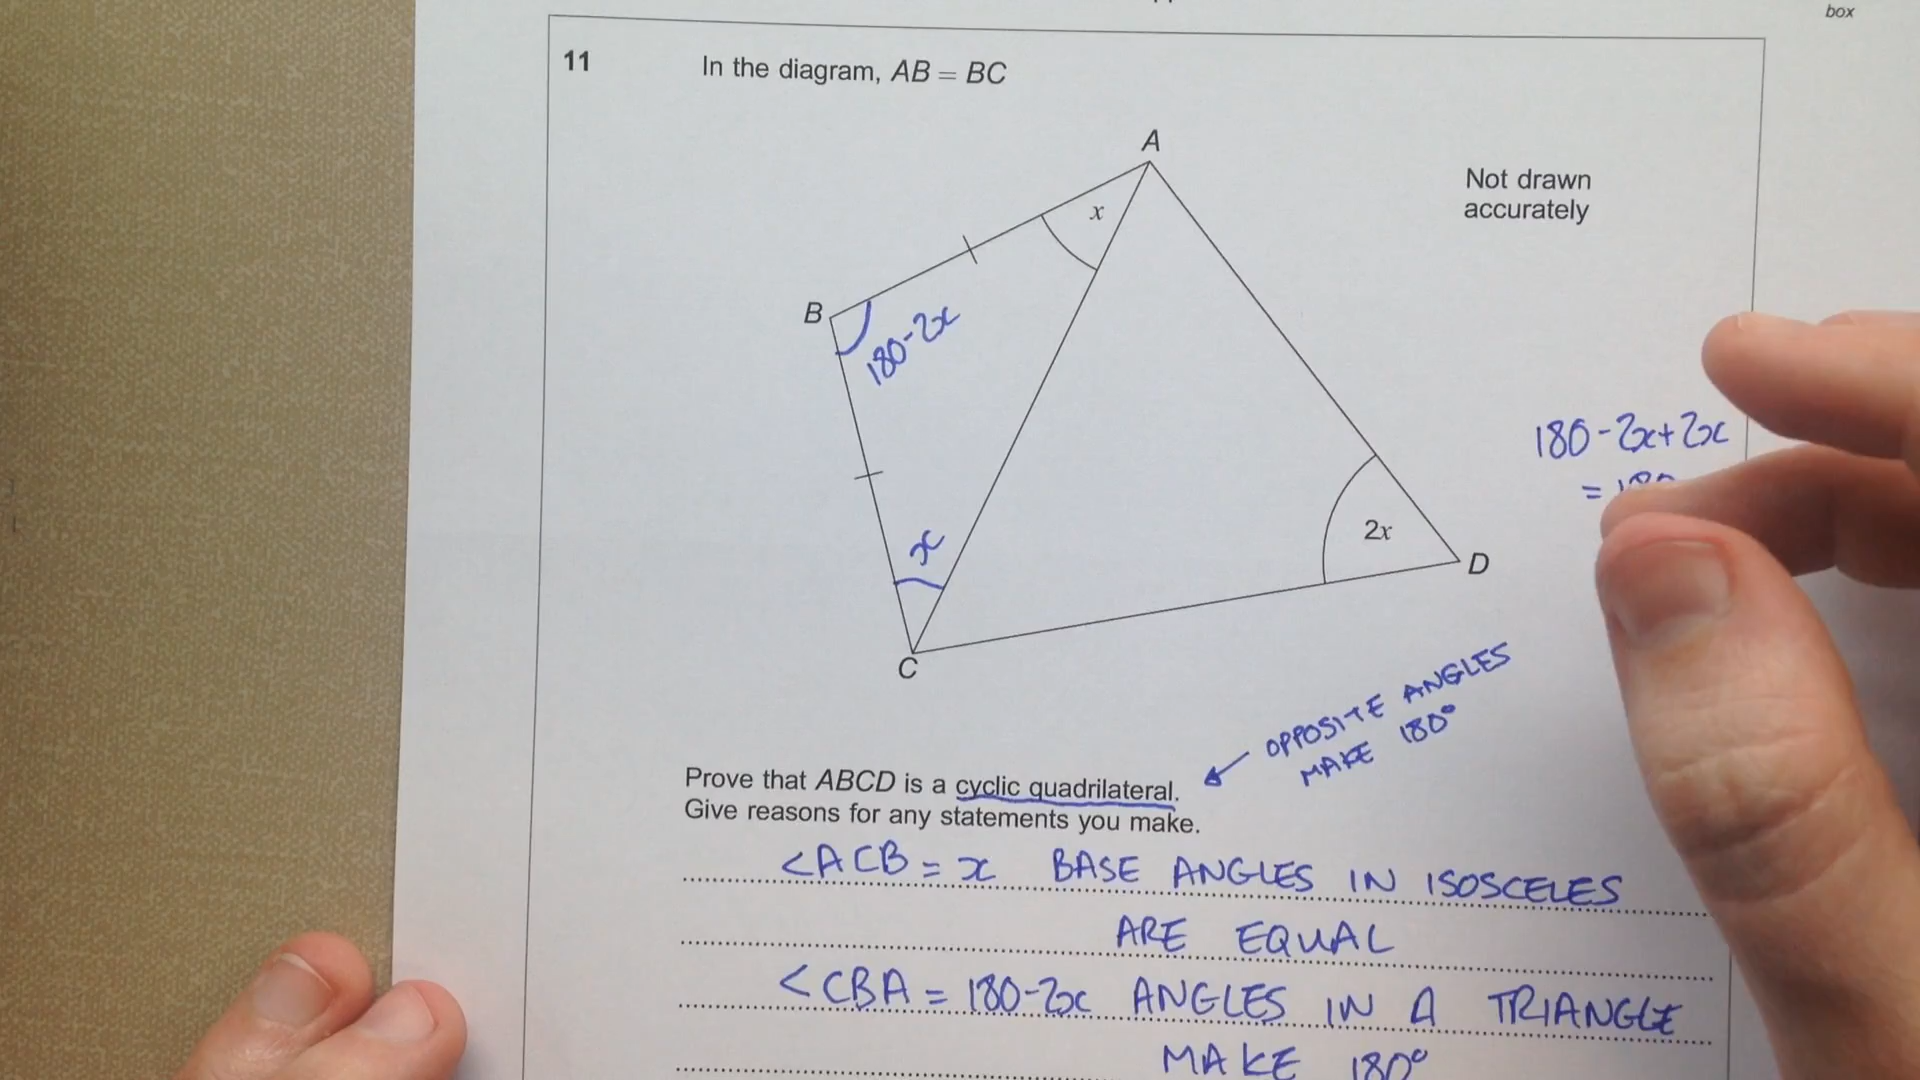 box
11 In the diagram, AB = BC
A
Not drawn
accurately
x
B
180-2x
180-2x+2x
=
x
2x
D
C
OPPOSITE ANGLES
MAKE 180°
Prove that ABCD is a cyclic quadrilateral.
Give reasons for any statements you make.
<ACB = x BASE ANGLES IN ISOSCELES
ARE EQUAL
<CBA = 180-2x ANGLES IN A TRIANGLE
MAKE 180°